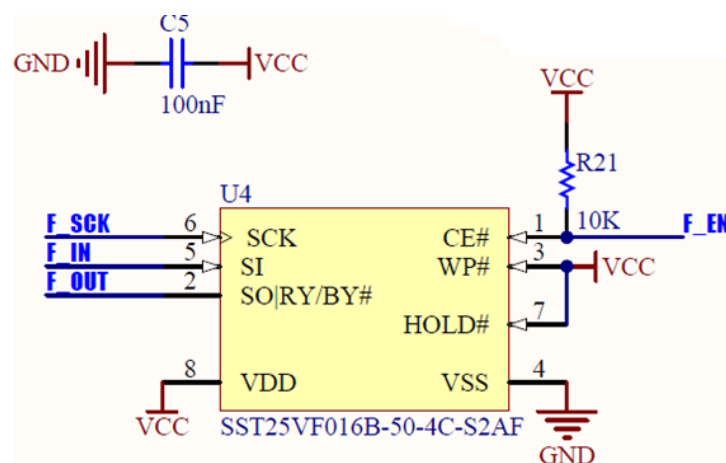 C5
GND
VCC
100nF
VCC
R21
10K
U4
F_SCK 6 SCK
F_IN 5 SI
F_OUT 2 SO|RY/BY#
1 CE# F_EN
3 WP# VCC
7 HOLD#
8 VDD
VCC
4 VSS
GND
SST25VF016B-50-4C-S2AF